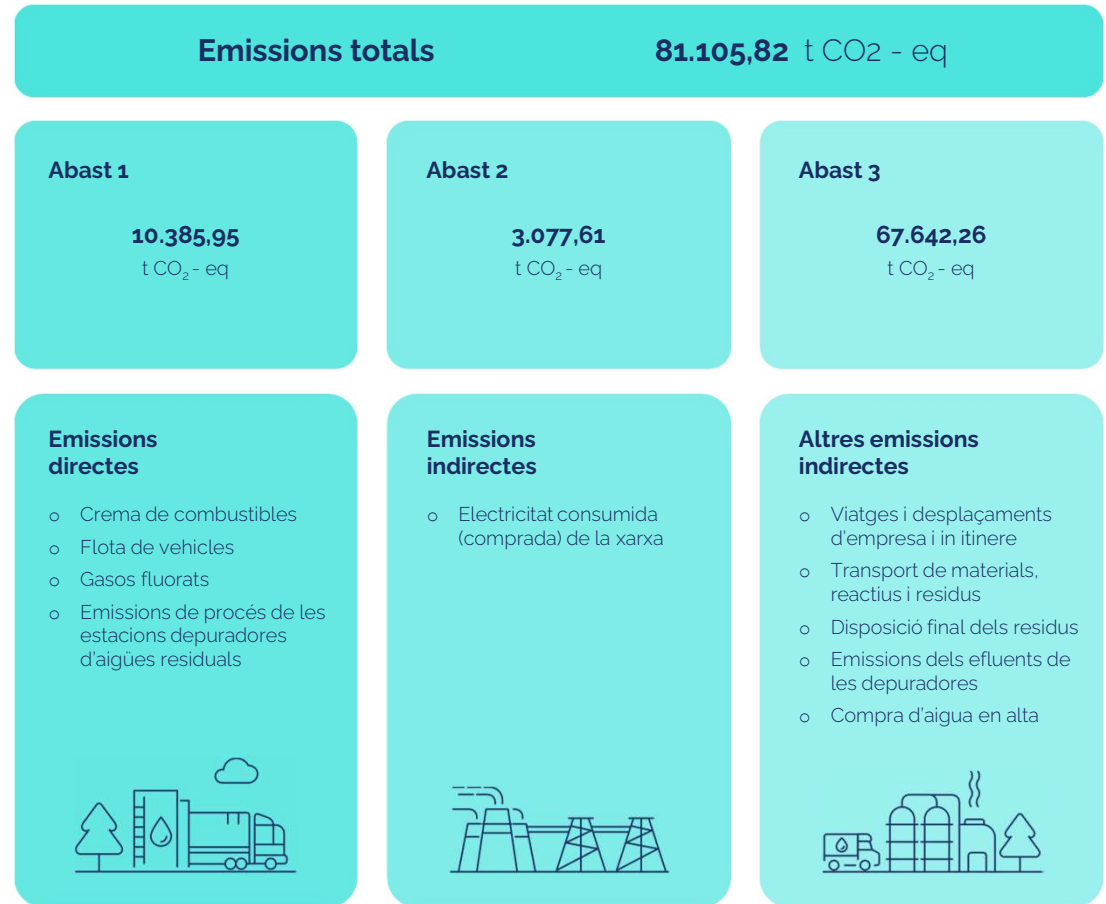 Emissions totals 81.105,82 t CO2 - eq
Abast 1
10.385,95
t CO₂ - eq
Abast 2
3.077,61
t CO₂ - eq
Abast 3
67.642,26
t CO₂ - eq
Emissions
directes
o Crema de combustibles
o Flota de vehicles
o Gasos fluorats
o Emissions de procés de les
estacions depuradores
d'aigües residuals
Emissions
indirectes
o Electricitat consumida
(comprada) de la xarxa
Altres emissions
indirectes
o Viatges i desplaçaments
d'empresa i in itinere
o Transport de materials,
reactius i residus
o Disposició final dels residus
o Emissions dels efluents de
les depuradores
o Compra d'aigua en alta